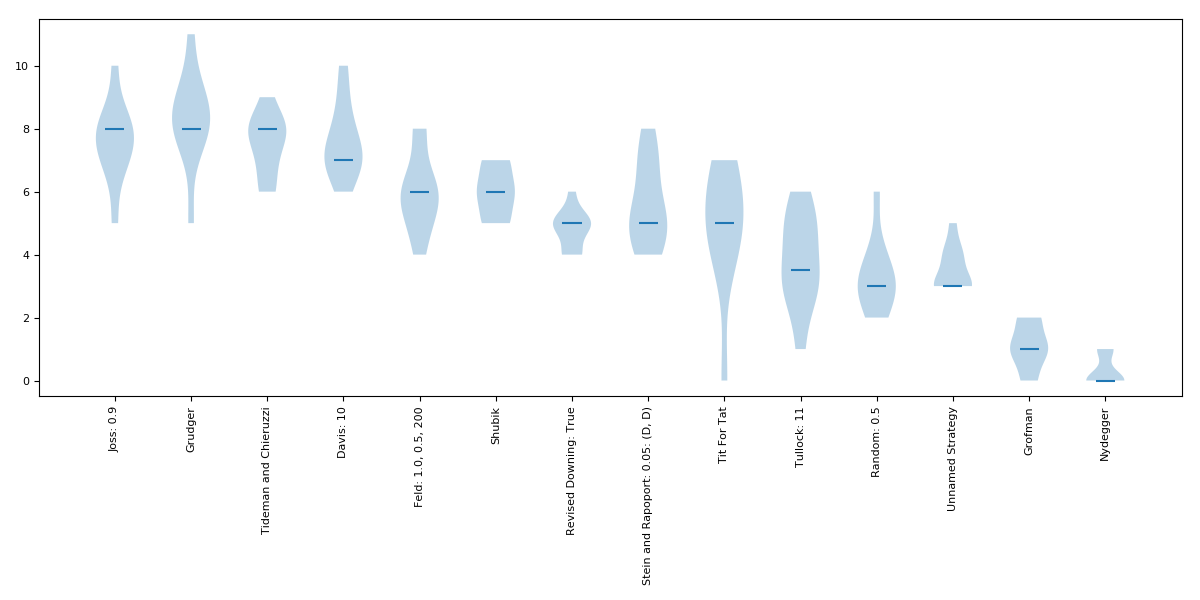 10
8
6
4
2
0
Joss: 0.9
Grudger
Tideman and Chieruzzi
Davis: 10
Feld: 1.0, 0.5, 200
Shubik
Revised Downing: True
Stein and Rapoport: 0.05: (D, D)
Tit For Tat
Tullock: 11
Random: 0.5
Unnamed Strategy
Grofman
Nydegger